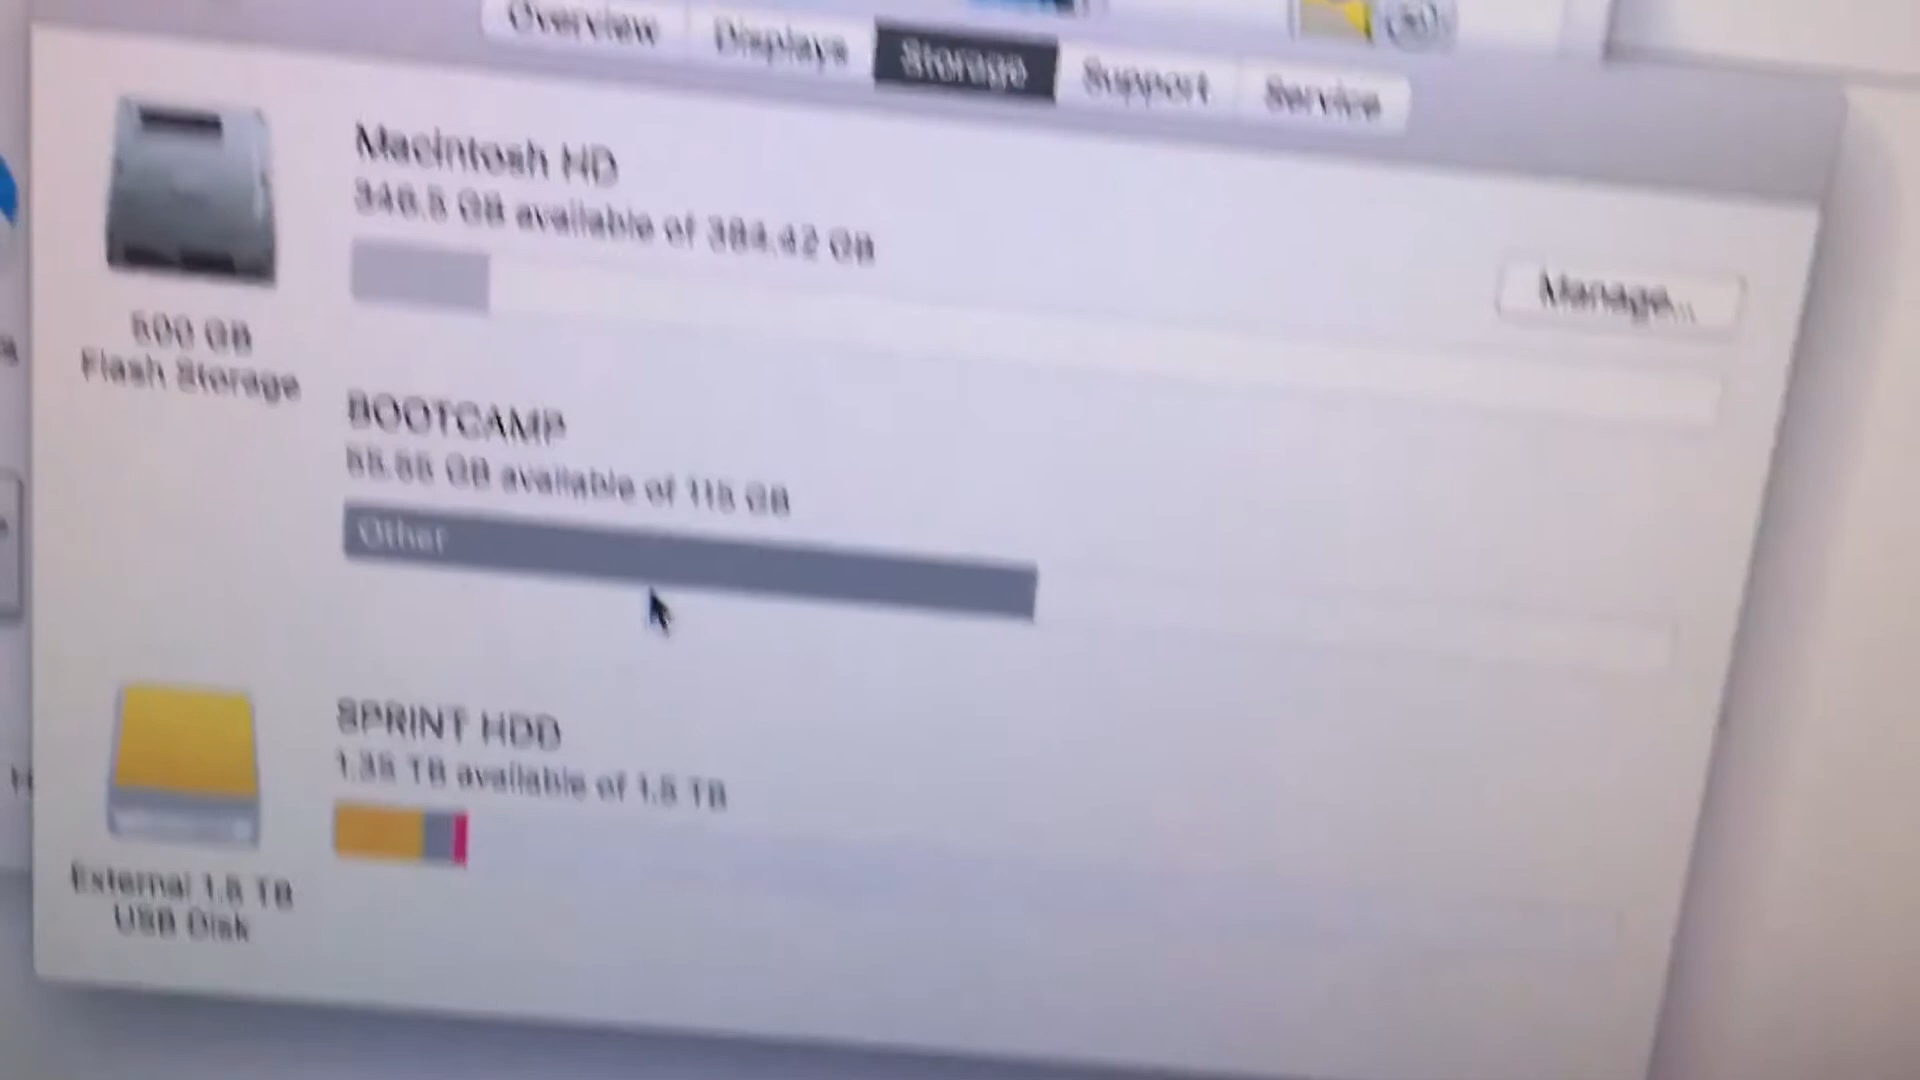 Overview Displays Storage Support Service
Macintosh HD
346.5 GB available of 384.42 GB
Manage...
500 GB
Flash Storage
BOOTCAMP
GB available of 115 GB
Other
SPRINT HDD
TB available of 1.5 TB
External 1.5 TB
USB Disk